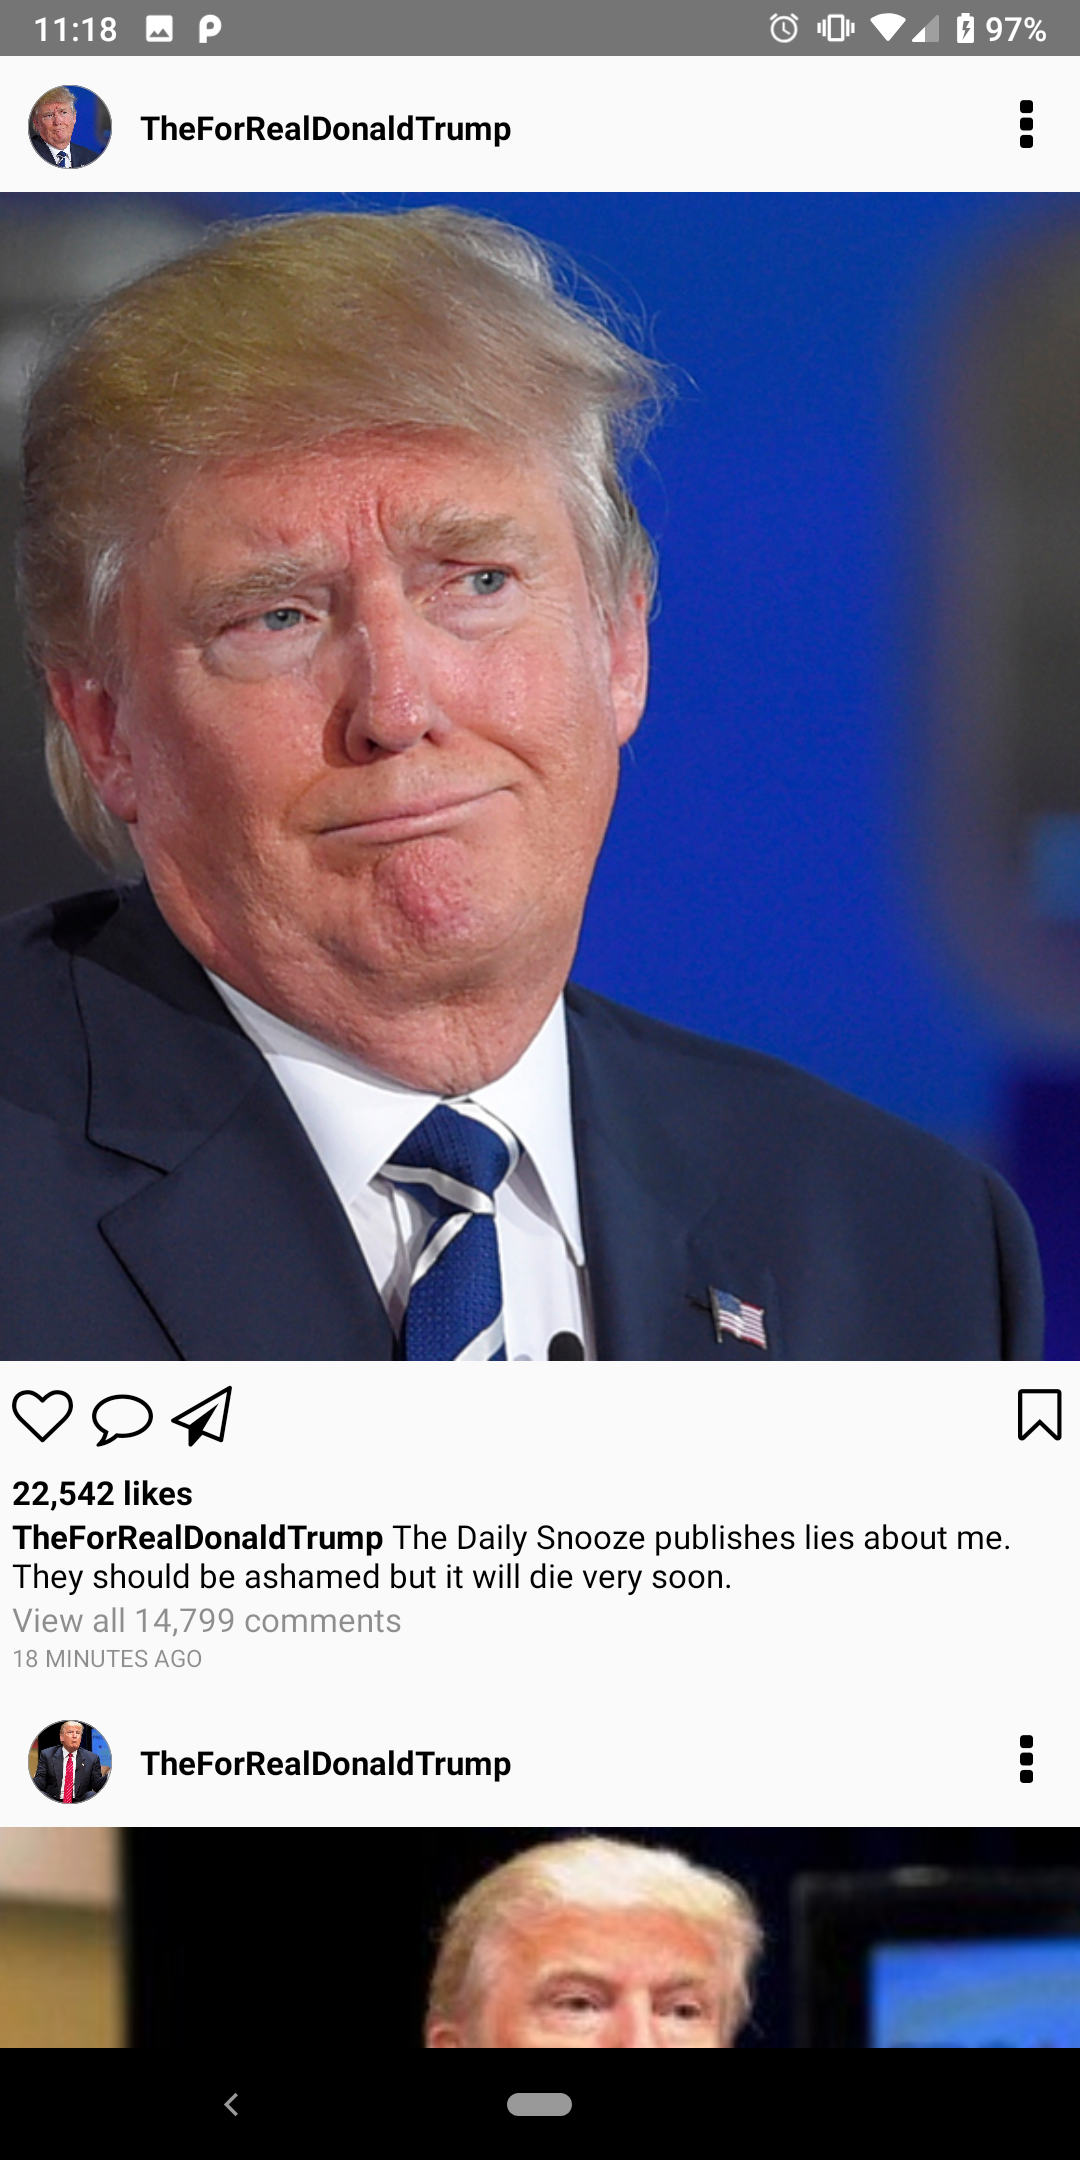 11:18
97%
TheForRealDonaldTrump
22,542 likes
TheForRealDonaldTrump The Daily Snooze publishes lies about me.
They should be ashamed but it will die very soon.
View all 14,799 comments
18 MINUTES AGO
TheForRealDonaldTrump